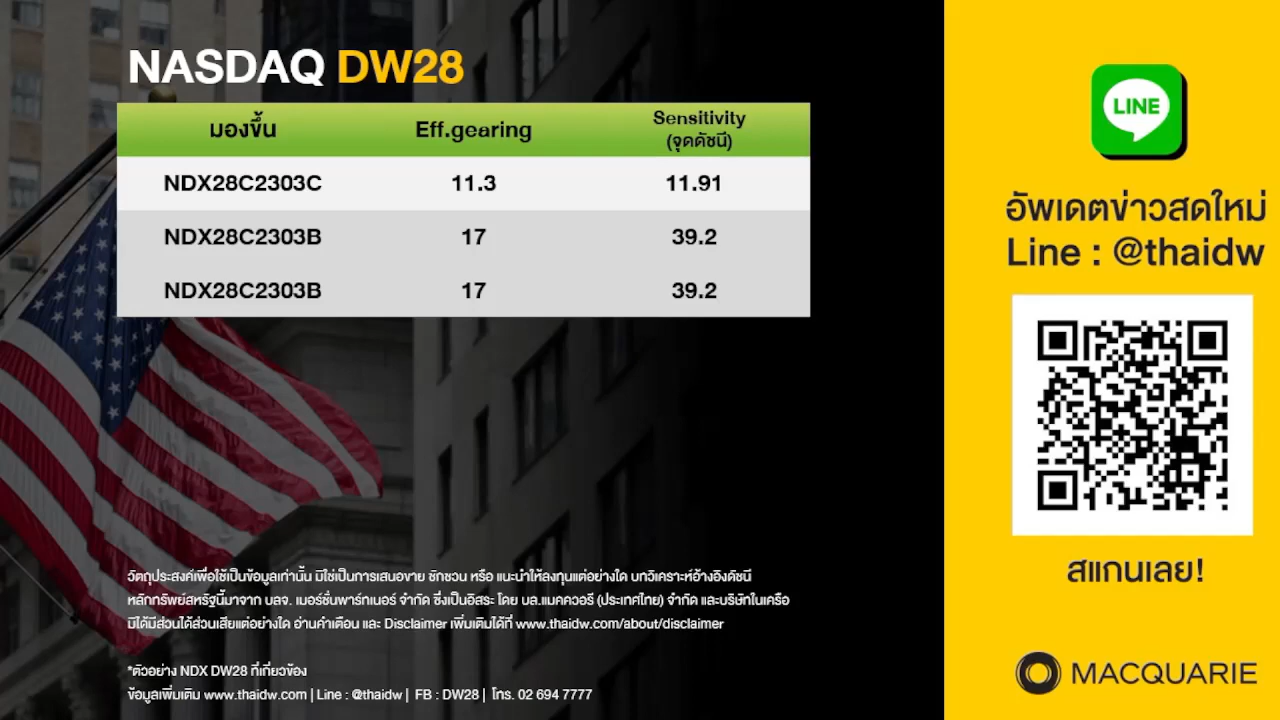 NASDAQ DW28
มองขึ้น Eff.gearing Sensitivity (จุดดัชนี)
NDX28C2303C 11.3 11.91
NDX28C2303B 17 39.2
NDX28C2303B 17 39.2
วัตถุประสงค์เพื่อใช้เป็นข้อมูลเท่านั้น มิใช่เป็นการเสนอขาย ชักชวน หรือ แนะนำให้ลงทุนแต่อย่างใด บทวิเคราะห์อ้างอิงดัชนี
หลักทรัพย์สหรัฐนี้มาจาก บลจ. เมอร์ชั่นพาร์ทเนอร์ จำกัด ซึ่งเป็นอิสระ โดย บล.แมคควอรี (ประเทศไทย) จำกัด และบริษัทในเครือ
มิได้มีส่วนได้ส่วนเสียแต่อย่างใด อ่านคำเตือน และ Disclaimer เพิ่มเติมได้ที่ www.thaidw.com/about/disclaimer
*ตัวอย่าง NDX DW28 ที่เกี่ยวข้อง
ข้อมูลเพิ่มเติม www.thaidw.com | Line : @thaidw | FB : DW28 | โทร. 02 694 7777
LINE
อัพเดตข่าวสดใหม่
Line : @thaidw
สแกนเลย!
MACQUARIE